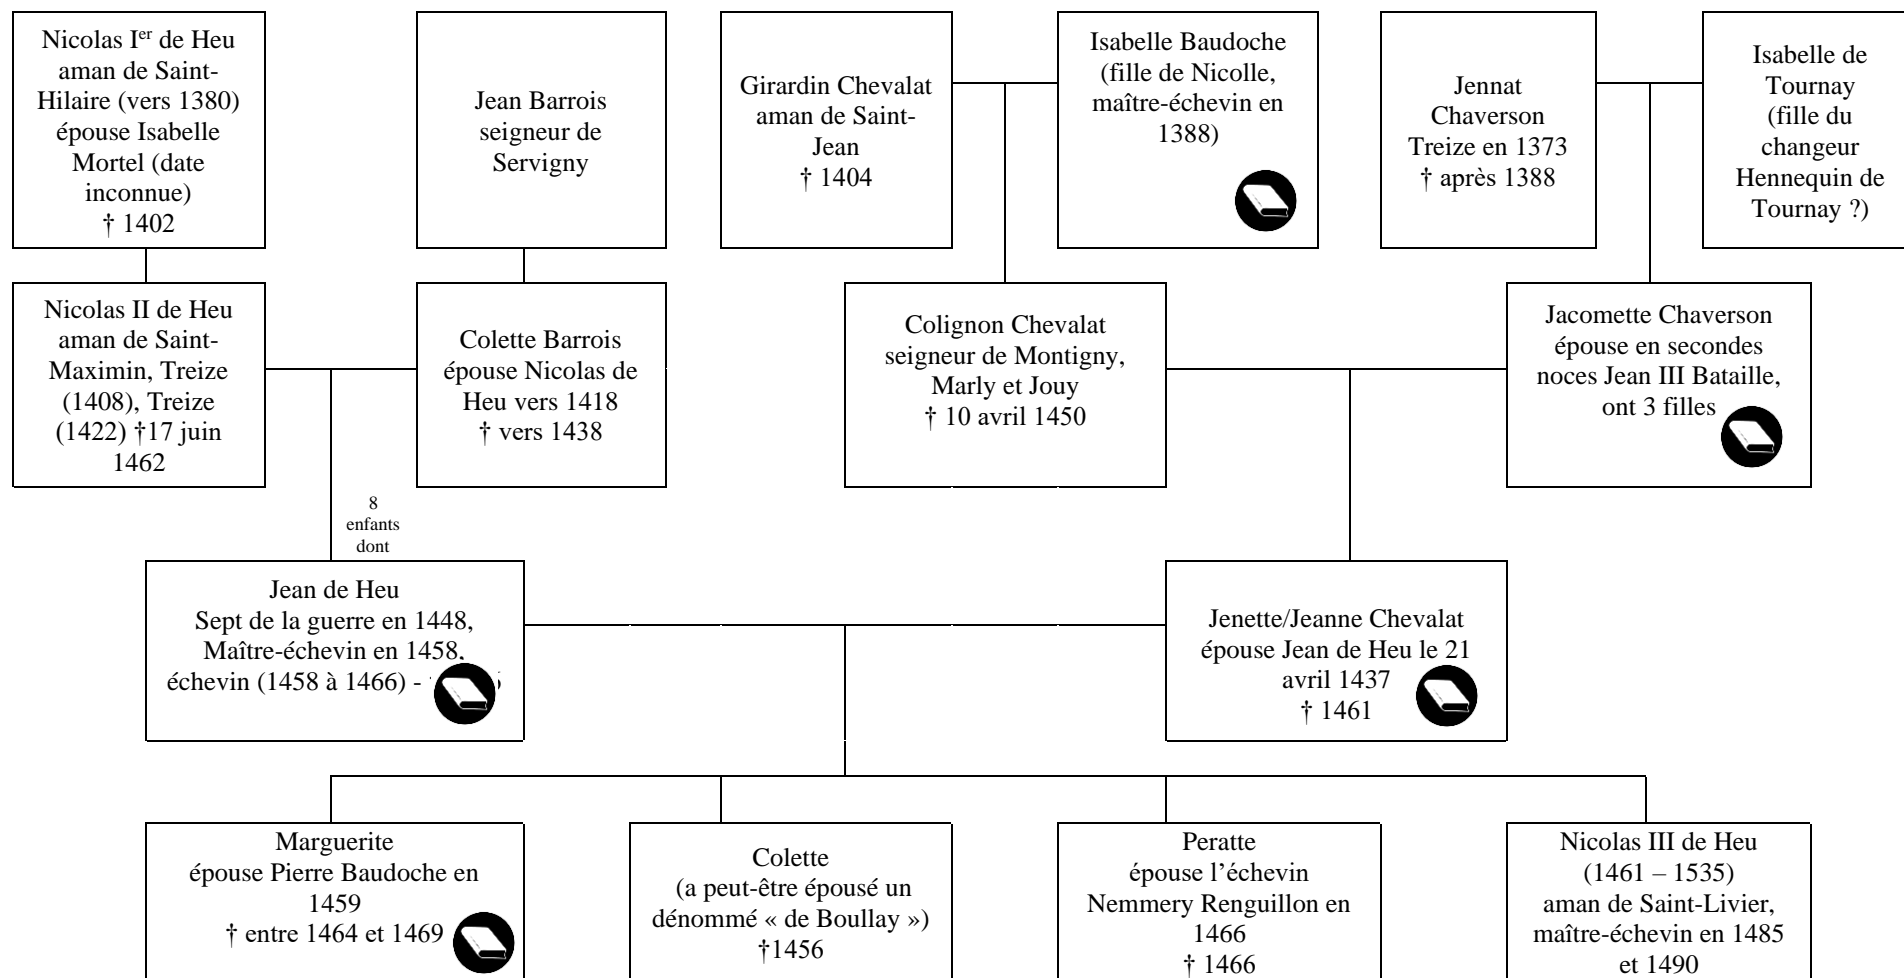 Nicolas Ier de Heu
aman de Saint-
Hilaire (vers 1380)
épouse Isabelle
Mortel (date
inconnue)
† 1402
Jean Barrois
seigneur de
Servigny
Girardin Chevalat
aman de Saint-
Jean
† 1404
Isabelle Baudoche
(fille de Nicolle,
maître-échevin en
1388)
Jennat
Chaverson
Treize en 1373
† après 1388
Isabelle de
Tournay
(fille du
changeur
Hennequin de
Tournay ?)
Nicolas II de Heu
aman de Saint-
Maximin, Treize
(1408), Treize
(1422) †17 juin
1462
Colette Barrois
épouse Nicolas de
Heu vers 1418
† vers 1438
Colignon Chevalat
seigneur de Montigny,
Marly et Jouy
† 10 avril 1450
Jacomette Chaverson
épouse en secondes
noces Jean III Bataille,
ont 3 filles
8
enfants
dont
Jean de Heu
Sept de la guerre en 1448,
Maître-échevin en 1458,
échevin (1458 à 1466) -
Jenette/Jeanne Chevalat
épouse Jean de Heu le 21
avril 1437
† 1461
Marguerite
épouse Pierre Baudoche en
1459
† entre 1464 et 1469
Colette
(a peut-être épousé un
dénommé « de Boullay »)
†1456
Peratte
épouse l’échevin
Nemmery Renguillon en
1466
† 1466
Nicolas III de Heu
(1461 – 1535)
aman de Saint-Livier,
maître-échevin en 1485
et 1490